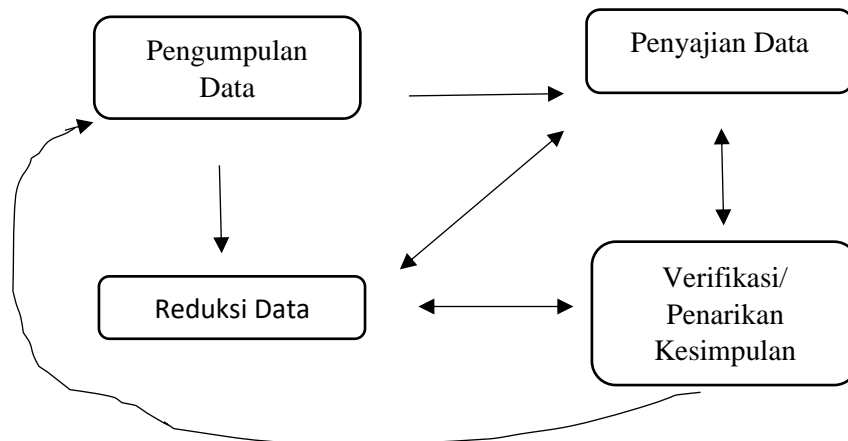 Pengumpulan
Data
Penyajian Data
Reduksi Data
Verifikasi/
Penarikan
Kesimpulan